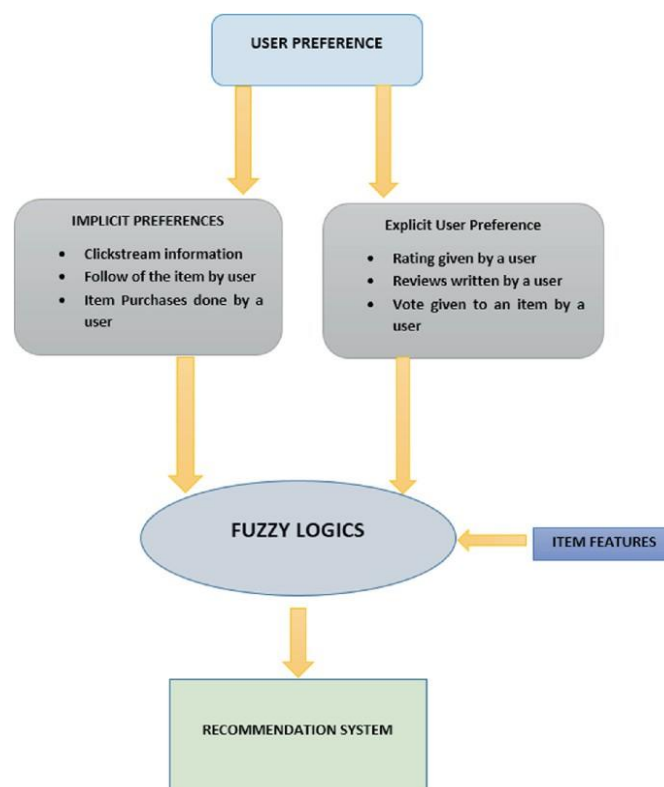 USER PREFERENCE
IMPLICIT PREFERENCES
• Clickstream information
• Follow of the item by user
• Item Purchases done by a
user
Explicit User Preference
• Rating given by a user
• Reviews written by a user
• Vote given to an item by a
user
FUZZY LOGICS
ITEM FEATURES
RECOMMENDATION SYSTEM